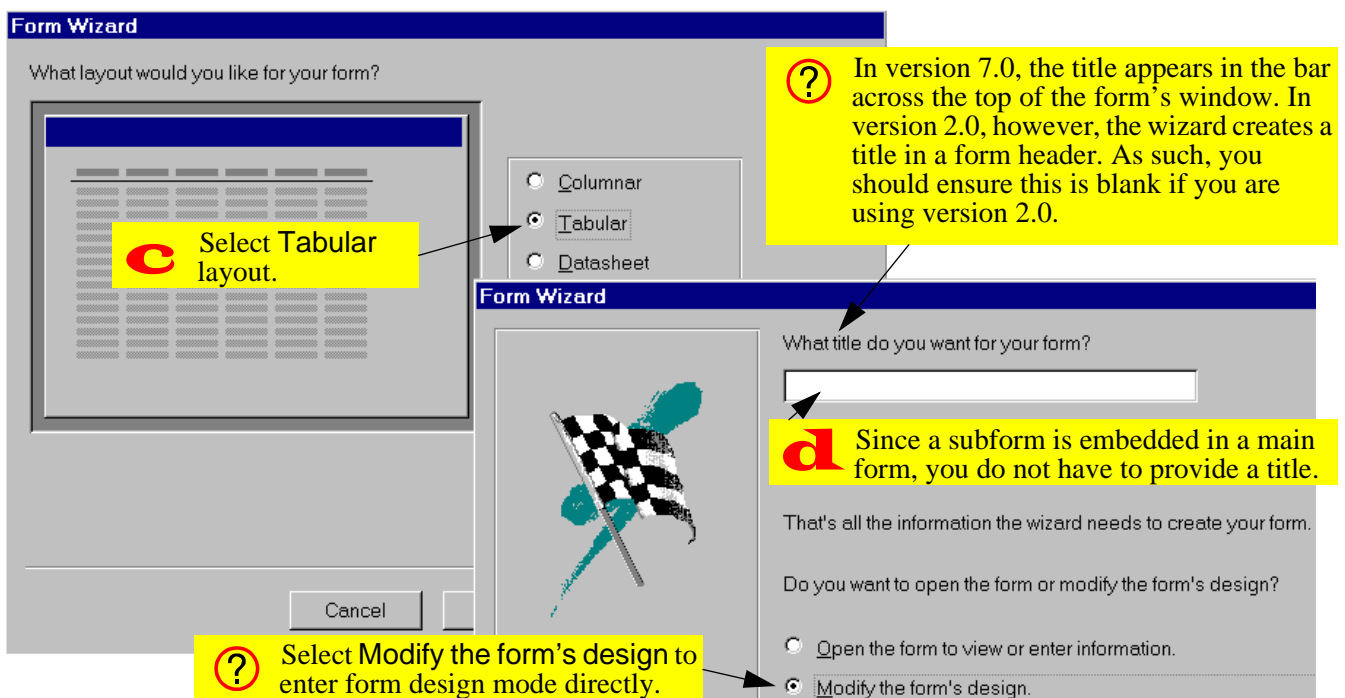 Form Wizard
What layout would you like for your form?
Columnar
Tabular
Datasheet
c Select Tabular
layout.
Cancel
? In version 7.0, the title appears in the bar
across the top of the form’s window. In
version 2.0, however, the wizard creates a
title in a form header. As such, you
should ensure this is blank if you are
using version 2.0.
Form Wizard
What title do you want for your form?
d Since a subform is embedded in a main
form, you do not have to provide a title.
That's all the information the wizard needs to create your form.
Do you want to open the form or modify the form's design?
Open the form to view or enter information.
Modify the form's design.
? Select Modify the form’s design to
enter form design mode directly.